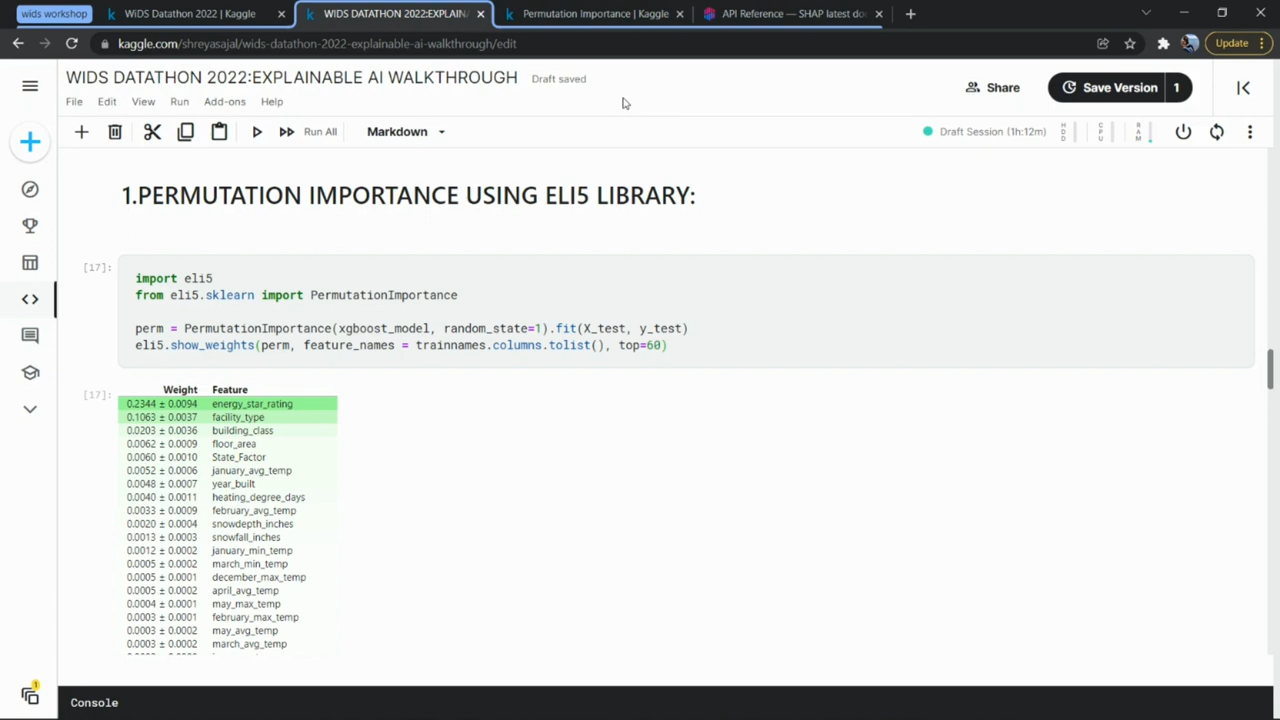 wids workshop
WiDS Datathon 2022 | Kaggle
WIDS DATATHON 2022:EXPLAIN
Permutation Importance | Kaggle
API Reference — SHAP latest do
kaggle.com/shreyasajal/wids-datathon-2022-explainable-ai-walkthrough/edit
Update
WIDS DATATHON 2022:EXPLAINABLE AI WALKTHROUGH
Draft saved
File Edit View Run Add-ons Help
Share
Save Version 1
Run All
Markdown
Draft Session (1h:12m)
HDD
CPU
RAM
1.PERMUTATION IMPORTANCE USING ELI5 LIBRARY:
[17]:
import eli5
from eli5.sklearn import PermutationImportance
perm = PermutationImportance(xgboost_model, random_state=1).fit(X_test, y_test)
eli5.show_weights(perm, feature_names = trainnames.columns.tolist(), top=60)
[17]:
Weight Feature
0.2344 ± 0.0094 energy_star_rating
0.1063 ± 0.0037 facility_type
0.0203 ± 0.0036 building_class
0.0062 ± 0.0009 floor_area
0.0060 ± 0.0010 State_Factor
0.0052 ± 0.0006 january_avg_temp
0.0048 ± 0.0007 year_built
0.0040 ± 0.0011 heating_degree_days
0.0033 ± 0.0009 february_avg_temp
0.0020 ± 0.0004 snowdepth_inches
0.0013 ± 0.0003 snowfall_inches
0.0012 ± 0.0002 january_min_temp
0.0005 ± 0.0002 march_min_temp
0.0005 ± 0.0001 december_max_temp
0.0005 ± 0.0002 april_avg_temp
0.0004 ± 0.0001 may_max_temp
0.0003 ± 0.0001 february_max_temp
0.0003 ± 0.0002 may_avg_temp
0.0003 ± 0.0002 march_avg_temp
1
Console